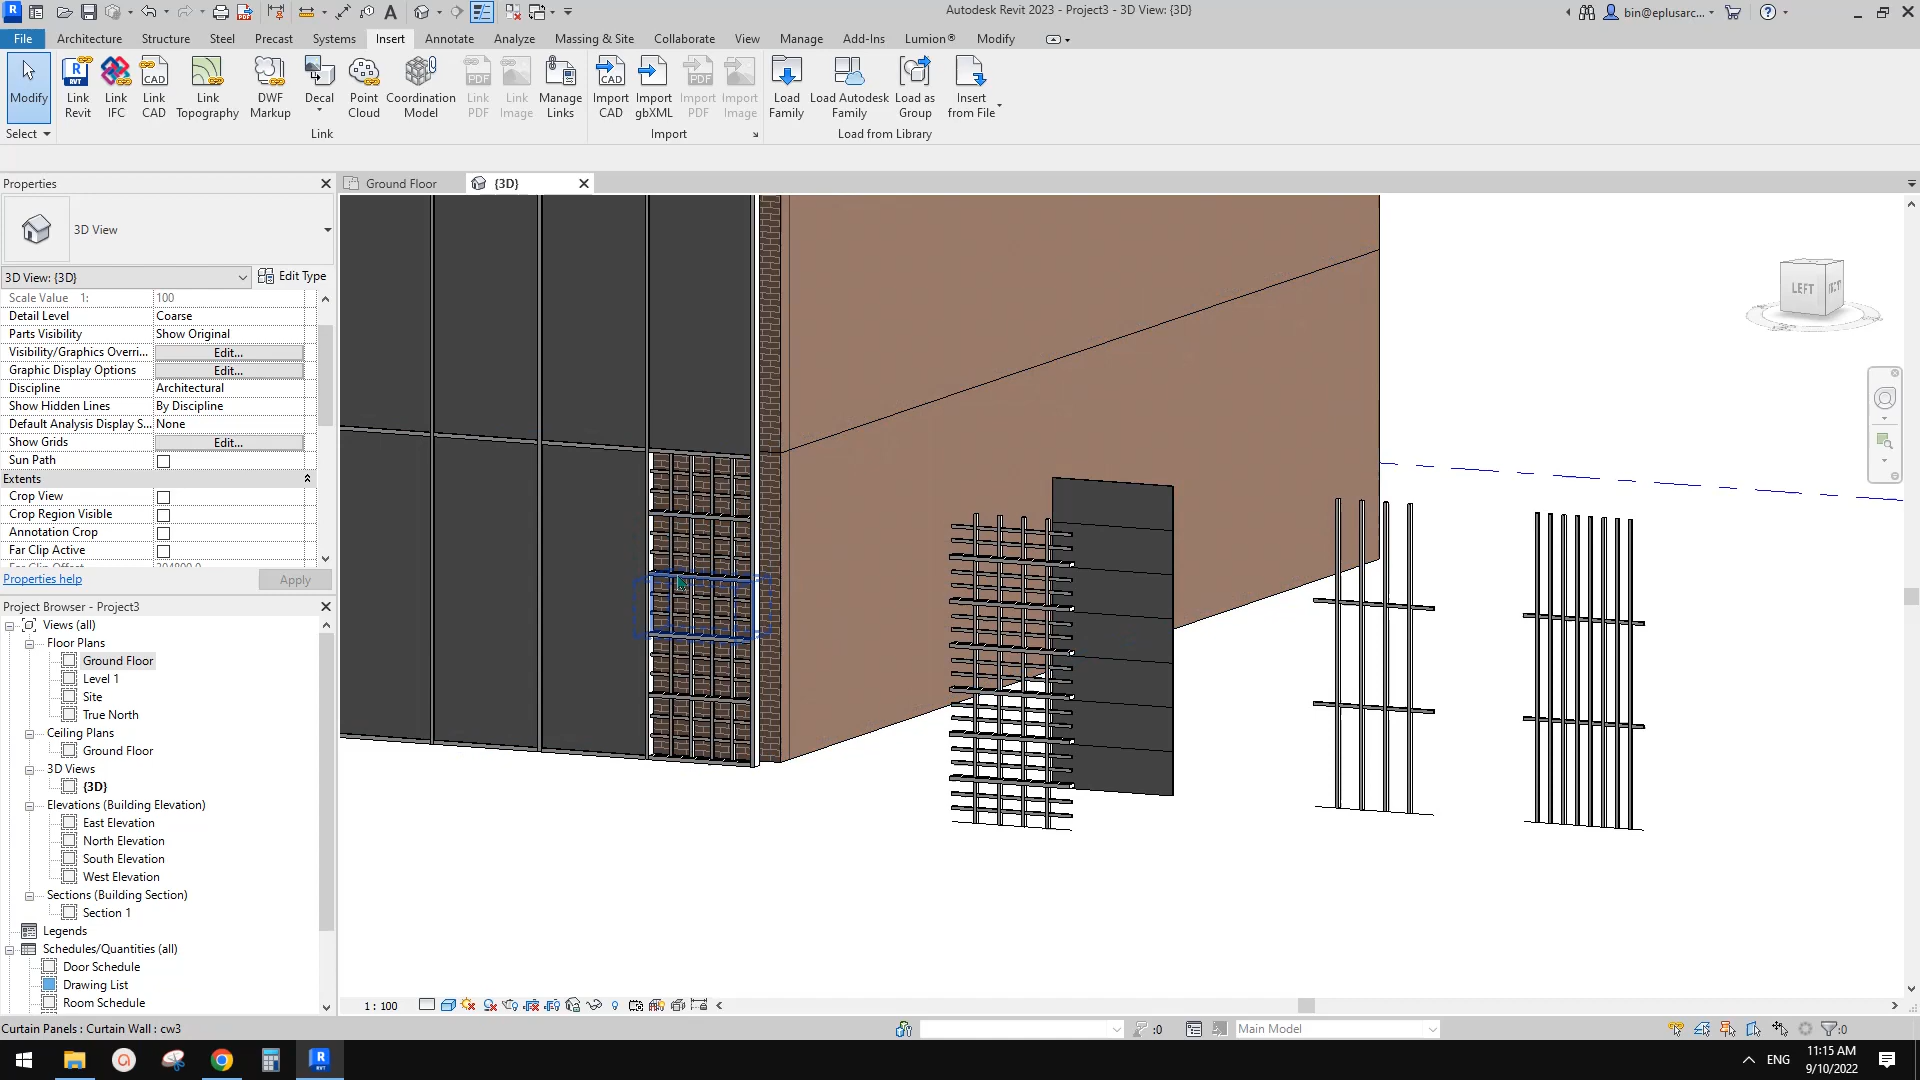 Autodesk Revit 2023 - Project3 - 3D View: {3D}
bin@eplusarc...
File Architecture Structure Steel Precast Systems Insert Annotate Analyze Massing & Site Collaborate View Manage Add-Ins Lumion® Modify
Modify
Link Revit
Link IFC
Link CAD
Link Topography
DWF Markup
Decal
Point Cloud
Coordination Model
Link PDF
Link Image
Manage Links
Import CAD
Import gbXML
Import PDF
Import Image
Load Family
Load Autodesk Family
Load as Group
Insert from File
Select Link Import Load from Library
Properties
Ground Floor
{3D}
3D View
3D View: {3D}
Edit Type
Scale Value 1: 100
Detail Level Coarse
Parts Visibility Show Original
Visibility/Graphics Overri... Edit...
Graphic Display Options Edit...
Discipline Architectural
Show Hidden Lines By Discipline
Default Analysis Display S... None
Show Grids Edit...
Sun Path
Extents
Crop View
Crop Region Visible
Annotation Crop
Far Clip Active
Properties help
Apply
Project Browser - Project3
Views (all)
Floor Plans
Ground Floor
Level 1
Site
True North
Ceiling Plans
Ground Floor
3D Views
{3D}
Elevations (Building Elevation)
East Elevation
North Elevation
South Elevation
West Elevation
Sections (Building Section)
Section 1
Legends
Schedules/Quantities (all)
Door Schedule
Drawing List
Room Schedule
LEFT
1 : 100
Curtain Panels : Curtain Wall : cw3
:0
Main Model
:0
ENG
11:15 AM
9/10/2022